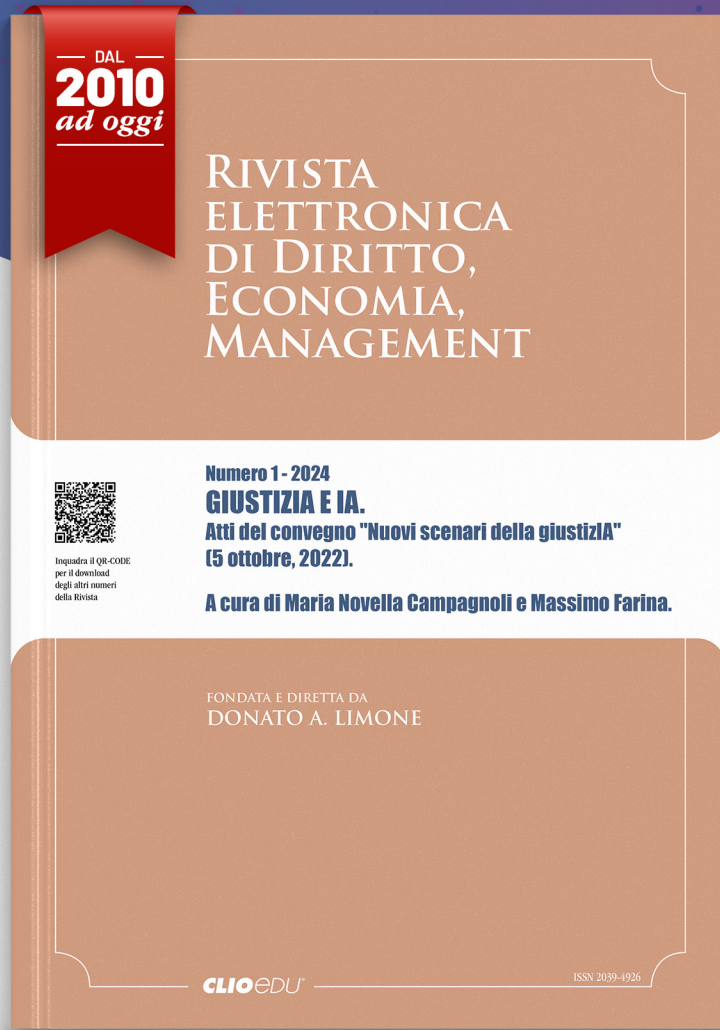 DAL
2010
ad oggi
RIVISTA
ELETTRONICA
DI DIRITTO,
ECONOMIA,
MANAGEMENT
Numero 1 - 2024
GIUSTIZIA E IA.
Atti del convegno "Nuovi scenari della giustizIA"
(5 ottobre, 2022).
A cura di Maria Novella Campagnoli e Massimo Farina.
Inquadra il QR-CODE
per il download
degli altri numeri
della Rivista
FONDATA E DIRETTA DA
DONATO A. LIMONE
CLIOEDU®
ISSN 2039-4926